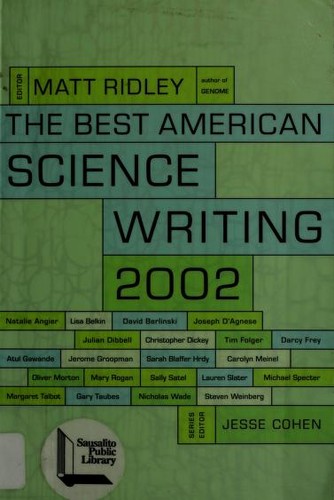 EDITOR
MATT RIDLEY
author of
GENOME
THE BEST AMERICAN
SCIENCE
WRITING
2002
Natalie Angier Lisa Belkin David Berlinski Joseph D'Agnese
Julian Dibbell Christopher Dickey Tim Folger Darcy Frey
Atul Gawande Jerome Groopman Sarah Blaffer Hrdy Carolyn Meinel
Oliver Morton Mary Rogan Sally Satel Lauren Slater Michael Specter
Margaret Talbot Gary Taubes Nicholas Wade Steven Weinberg
SERIES
EDITOR
JESSE COHEN
Sausalito
Public
Library